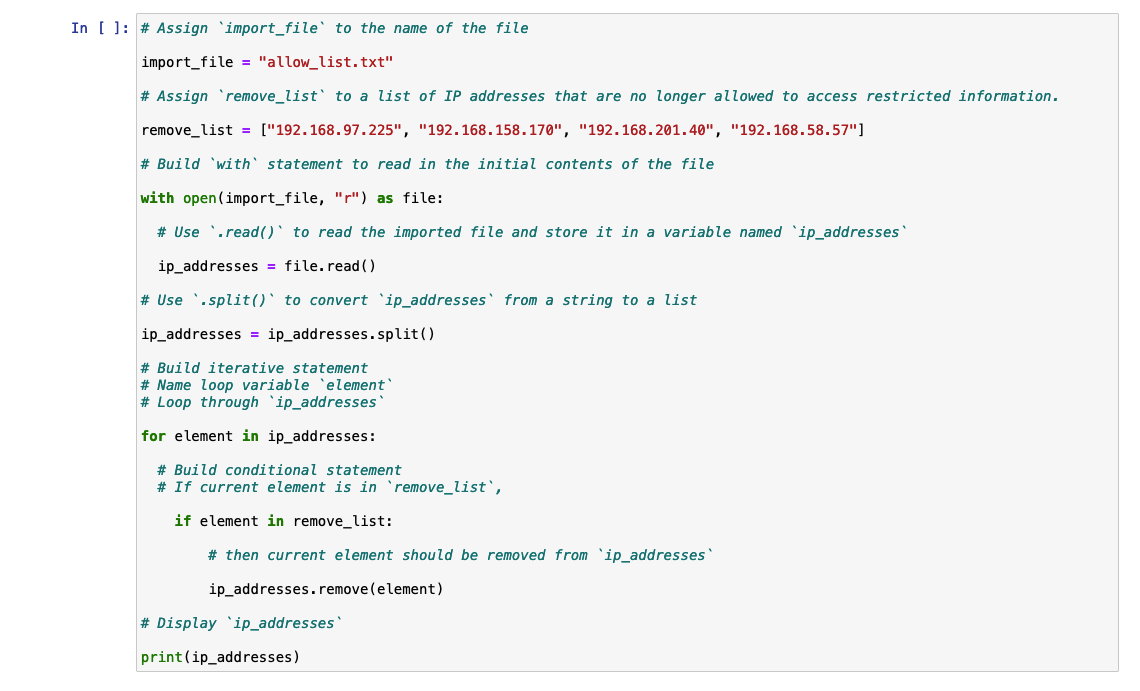 In [ ]: # Assign `import_file` to the name of the file
import_file = "allow_list.txt"
# Assign `remove_list` to a list of IP addresses that are no longer allowed to access restricted information.
remove_list = ["192.168.97.225", "192.168.158.170", "192.168.201.40", "192.168.58.57"]
# Build `with` statement to read in the initial contents of the file
with open(import_file, "r") as file:
  # Use `.read()` to read the imported file and store it in a variable named `ip_addresses`
  ip_addresses = file.read()
# Use `.split()` to convert `ip_addresses` from a string to a list
ip_addresses = ip_addresses.split()
# Build iterative statement
# Name loop variable `element`
# Loop through `ip_addresses`
for element in ip_addresses:
  # Build conditional statement
  # If current element is in `remove_list`,
    if element in remove_list:
        # then current element should be removed from `ip_addresses`
        ip_addresses.remove(element)
# Display `ip_addresses`
print(ip_addresses)